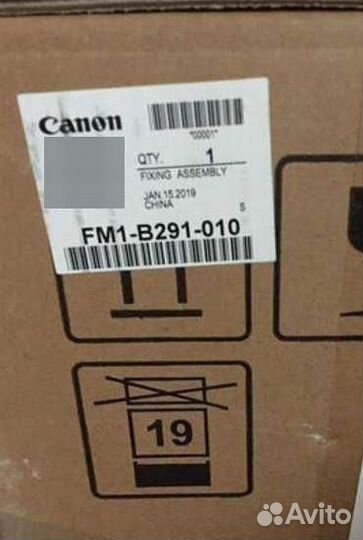 Canon
*00001*
QTY. 1
FIXING ASSEMBLY
JAN.15.2019
CHINA S
FM1-B291-010
19
Avito